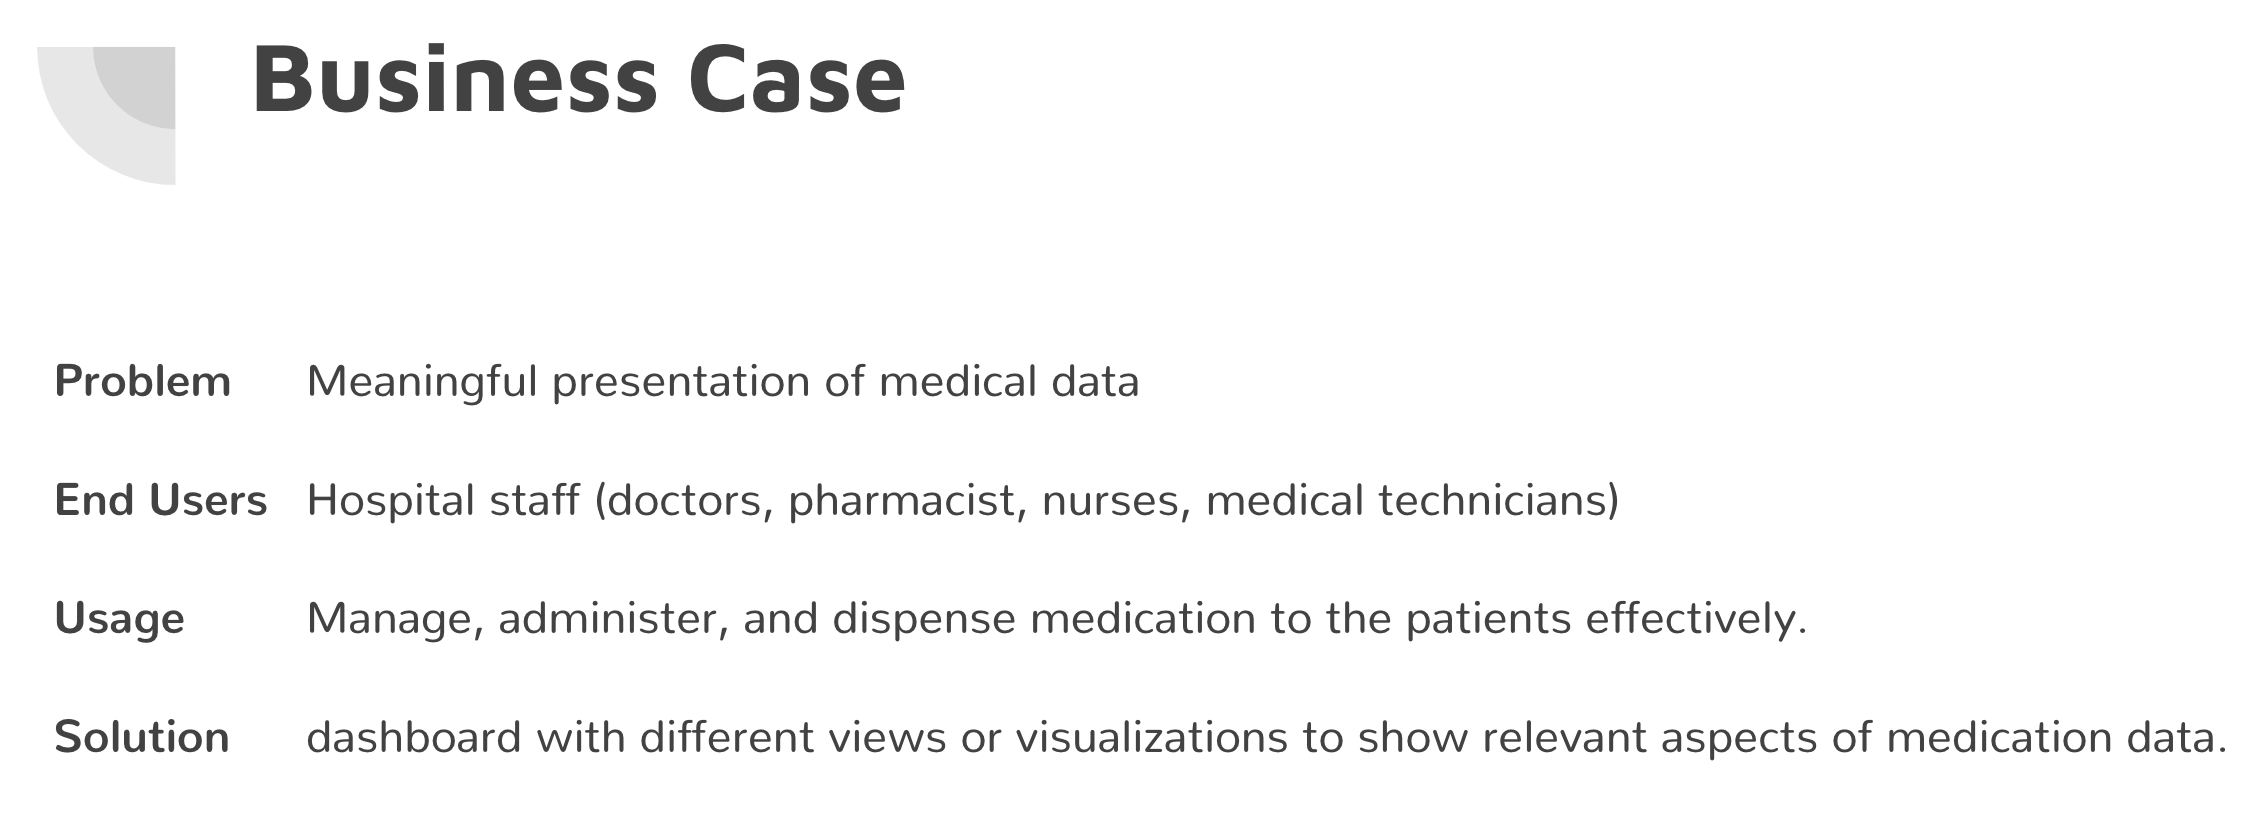 Business Case
Problem Meaningful presentation of medical data
End Users Hospital staff (doctors, pharmacist, nurses, medical technicians)
Usage Manage, administer, and dispense medication to the patients effectively.
Solution dashboard with different views or visualizations to show relevant aspects of medication data.